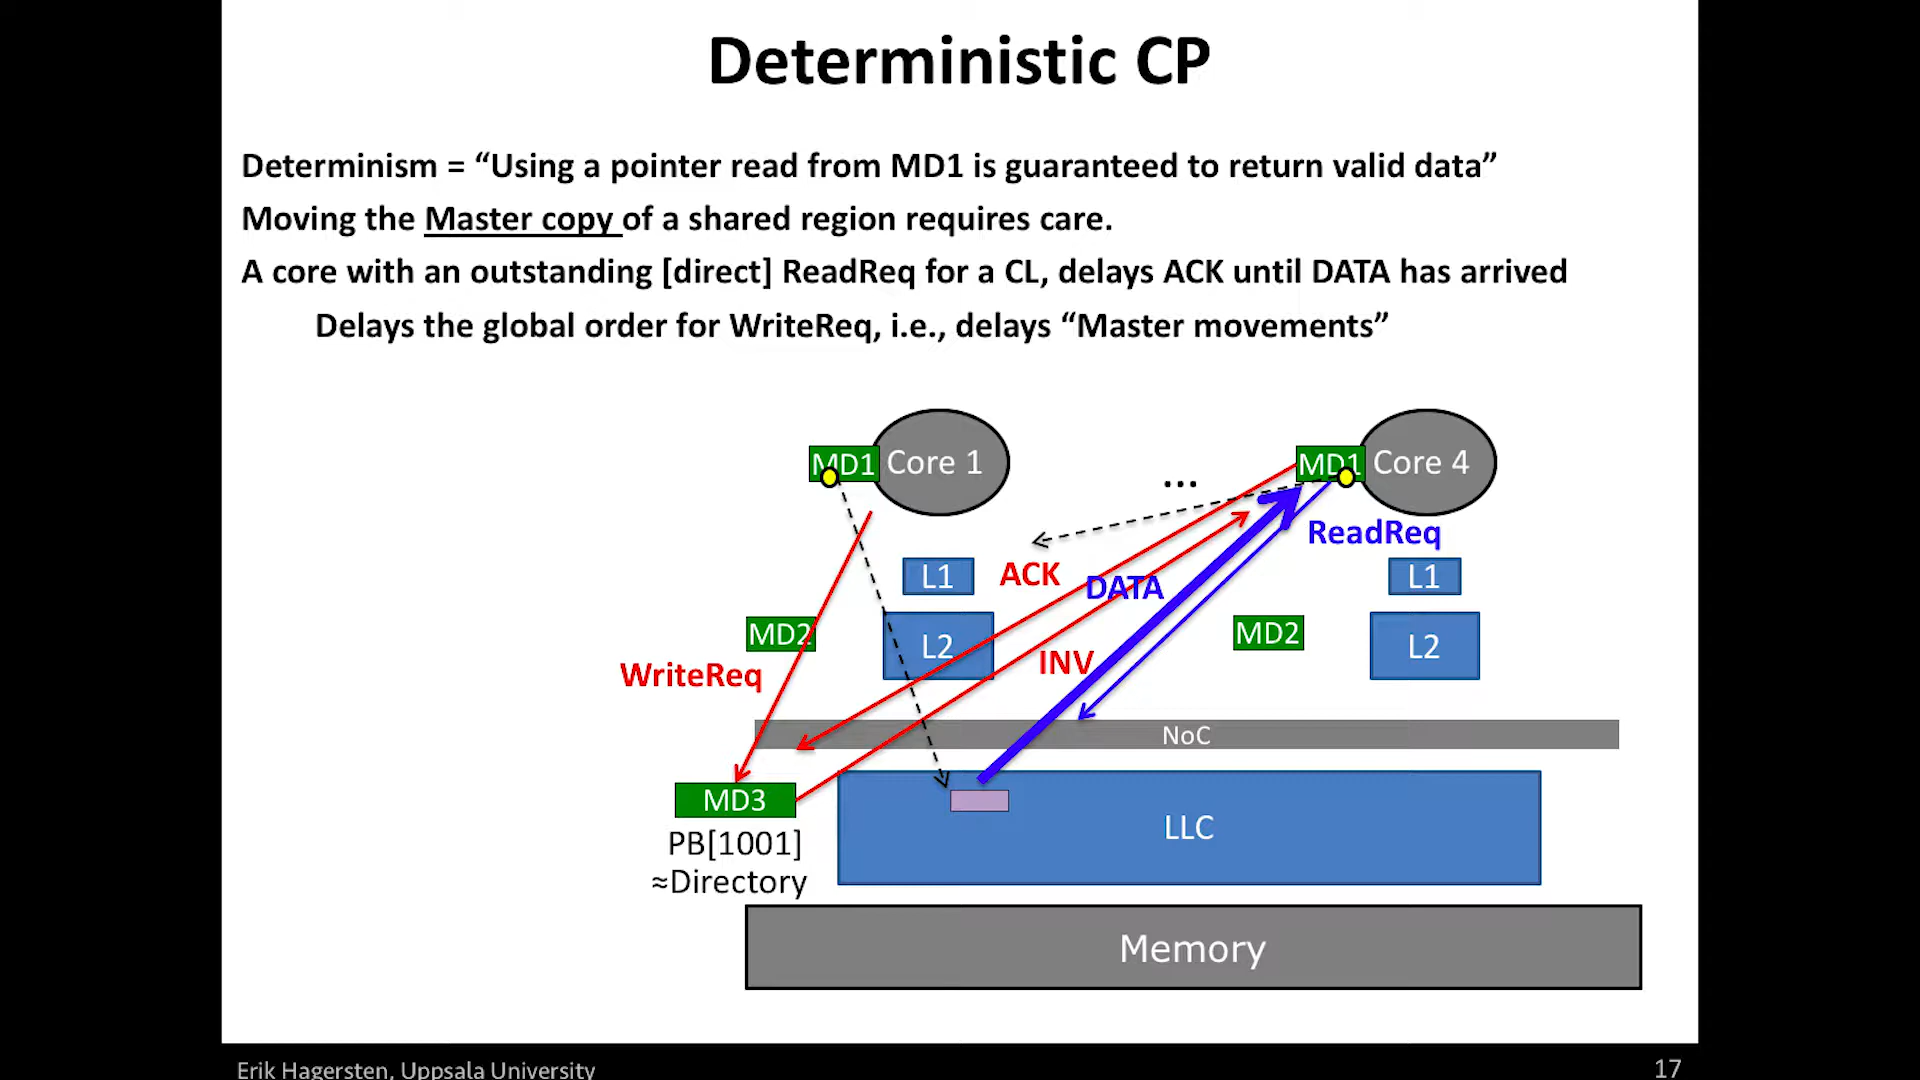 Deterministic CP
Determinism = “Using a pointer read from MD1 is guaranteed to return valid data”
Moving the Master copy of a shared region requires care.
A core with an outstanding [direct] ReadReq for a CL, delays ACK until DATA has arrived
Delays the global order for WriteReq, i.e., delays “Master movements”
MD1 Core 1
...
MD1 Core 4
ReadReq
L1
ACK
DATA
L1
MD2
L2
MD2
L2
WriteReq
INV
NoC
MD3
PB[1001]
≈Directory
LLC
Memory
Erik Hagersten, Uppsala University
17